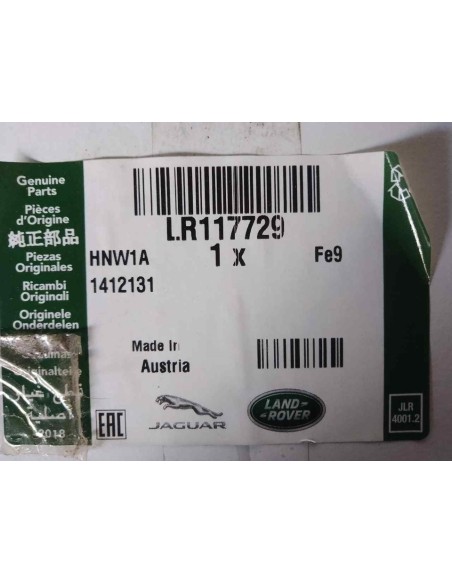 Genuine
Parts
Pièces
d'Origine
純正部品
Piezas
Originales
Ricambi
Originali
Originele
Onderdelen
2018
LR117729
HNW1A 1 x Fe9
1412131
Made In
Austria
EAC
JAGUAR
LAND-
ROVER
JLR
4001.2